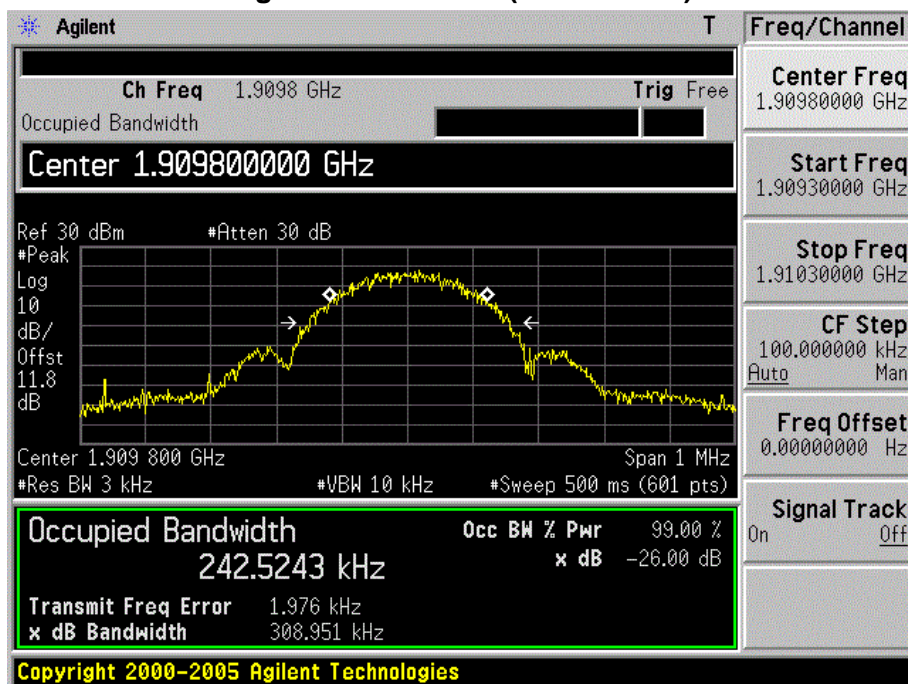 Agilent T Freq/Channel
Ch Freq 1.9098 GHz Trig Free
Occupied Bandwidth
Center 1.909800000 GHz
Ref 30 dBm #Atten 30 dB
#Peak
Log
10
dB/
Offst
11.8
dB
Center 1.909 800 GHz Span 1 MHz
#Res BW 3 kHz #VBW 10 kHz #Sweep 500 ms (601 pts)
Occupied Bandwidth Occ BW % Pwr 99.00 %
242.5243 kHz x dB -26.00 dB
Transmit Freq Error 1.976 kHz
x dB Bandwidth 308.951 kHz
Copyright 2000-2005 Agilent Technologies
Center Freq
1.90980000 GHz
Start Freq
1.90930000 GHz
Stop Freq
1.91030000 GHz
CF Step
100.000000 kHz
Auto Man
Freq Offset
0.00000000 Hz
Signal Track
On Off